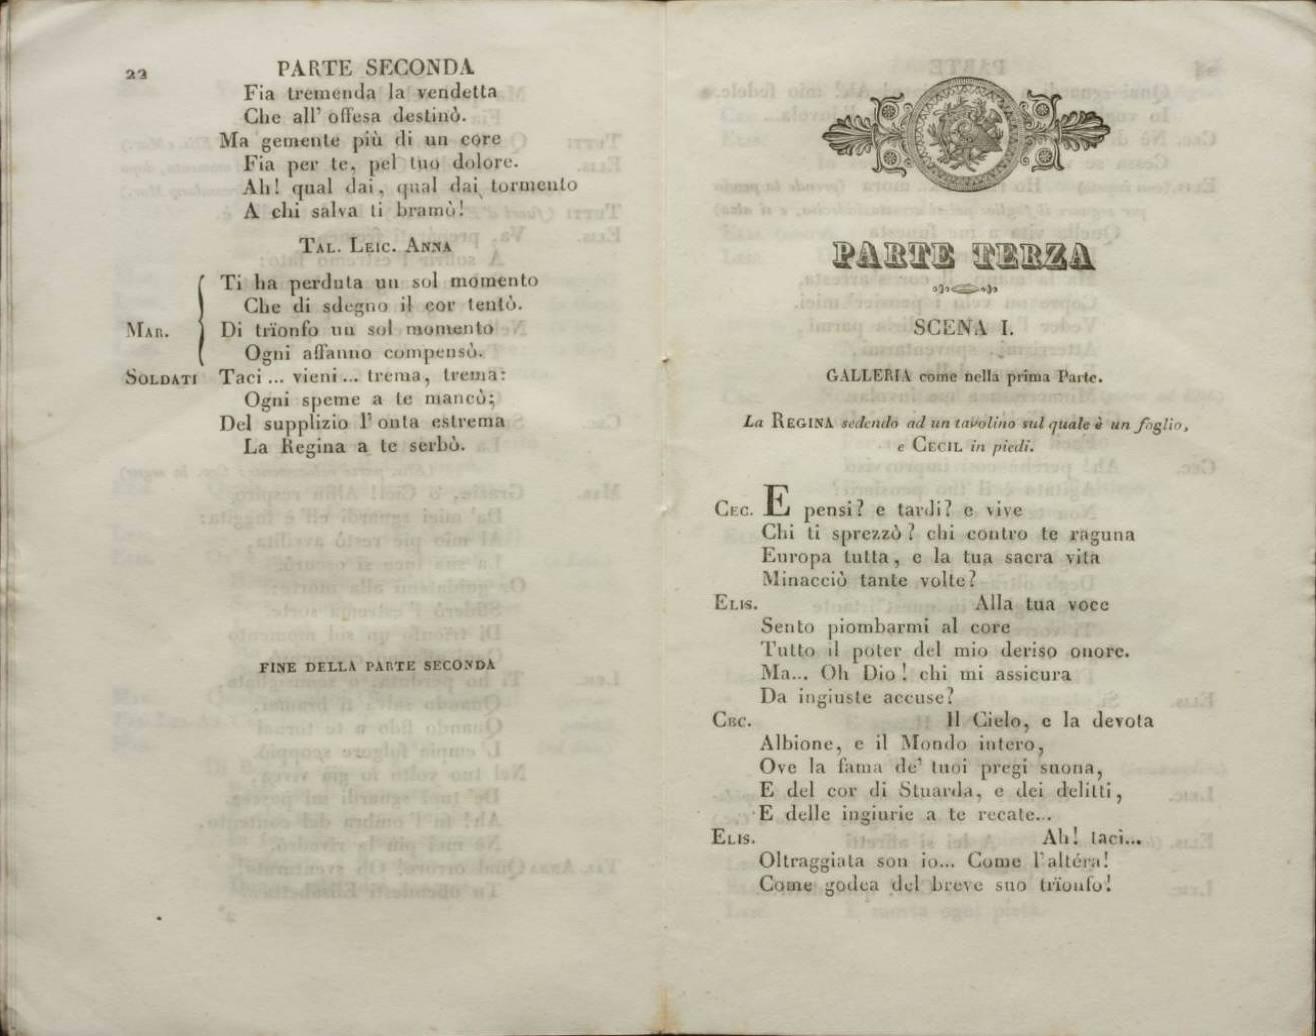 22
PARTE SECONDA
Fia tremenda la vendetta
Che all' offesa destinò.
Ma gemente più di un core
Fia per te, pel tuo dolore.
Ah! qual dai, qual dai tormento
A chi salva ti bramò!
TAL. LEIC. ANNA
Ti ha perduta un sol momento
Che di sdegno il cor tentò.
MAR. Di trïonfo un sol momento
Ogni affanno compensò.
SOLDATI Taci ... vieni ... trema, trema:
Ogni speme a te mancò;
Del supplizio l' onta estrema
La Regina a te serbò.
FINE DELLA PARTE SECONDA
PARTE TERZA
SCENA I.
GALLERIA come nella prima Parte.
La REGINA sedendo ad un tavolino sul quale è un foglio,
e CECIL in piedi.
CEC. E pensi? e tardi? e vive
Chi ti sprezzò? chi contro te raguna
Europa tutta, e la tua sacra vita
Minacciò tante volte?
ELIS. Alla tua voce
Sento piombarmi al core
Tutto il poter del mio deriso onore.
Ma... Oh Dio! chi mi assicura
Da ingiuste accuse?
CEC. Il Cielo, e la devota
Albione, e il Mondo intero,
Ove la fama de' tuoi pregi suona,
E del cor di Stuarda, e dei delitti,
E delle ingiurie a te recate...
ELIS. Ah! taci...
Oltraggiata son io... Come l'altéra!
Come godea del breve suo trïonfo!